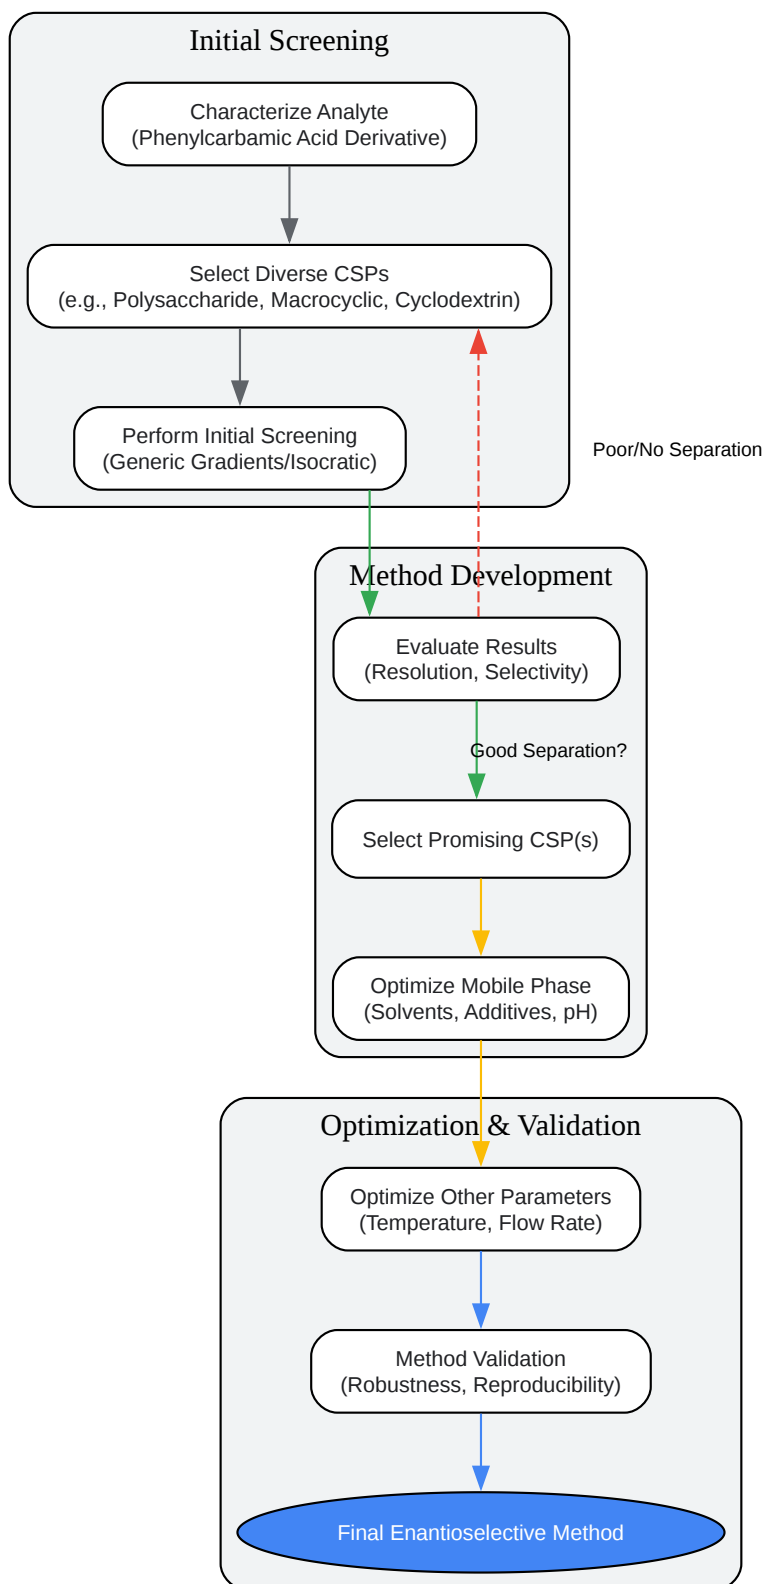 Initial Screening
Characterize Analyte
(Phenylcarbamic Acid Derivative)
Select Diverse CSPs
(e.g., Polysaccharide, Macrocyclic, Cyclodextrin)
Perform Initial Screening
(Generic Gradients/Isocratic)
Poor/No Separation
Method Development
Evaluate Results
(Resolution, Selectivity)
Good Separation?
Select Promising CSP(s)
Optimize Mobile Phase
(Solvents, Additives, pH)
Optimization & Validation
Optimize Other Parameters
(Temperature, Flow Rate)
Method Validation
(Robustness, Reproducibility)
Final Enantioselective Method